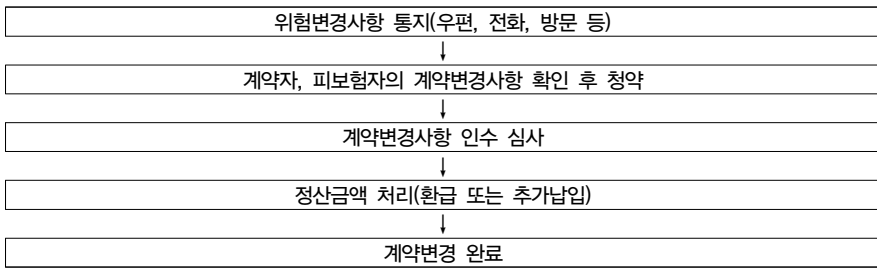 위험변경사항 통지(우편, 전화, 방문 등)
계약자, 피보험자의 계약변경사항 확인 후 청약
계약변경사항 인수 심사
정산금액 처리(환급 또는 추가납입)
계약변경 완료